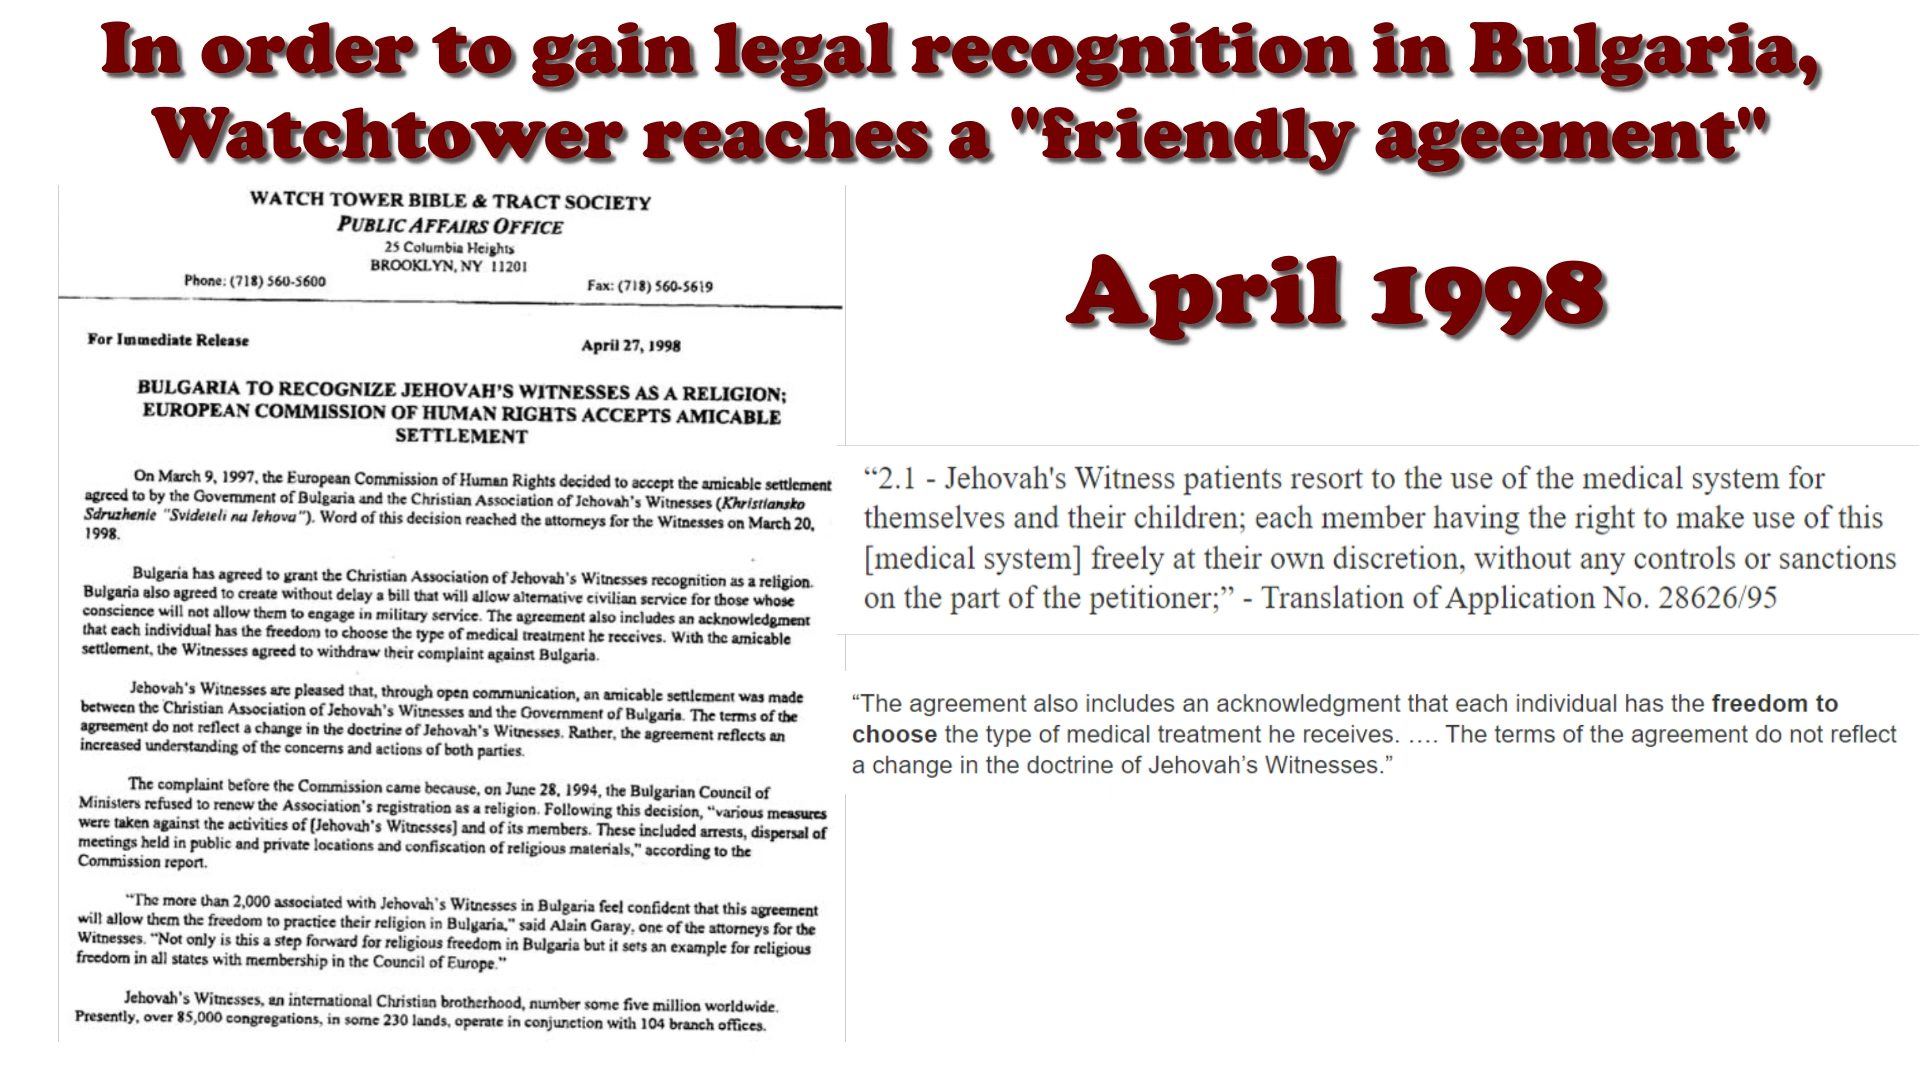 In order to gain legal recognition in Bulgaria,
Watchtower reaches a "friendly ageement"
WATCH TOWER BIBLE & TRACT SOCIETY
PUBLIC AFFAIRS OFFICE
25 Columbia Heights
BROOKLYN, NY 11201
Phone: (718) 560-5600
Fax: (718) 560-5619
For Immediate Release
April 27, 1998
BULGARIA TO RECOGNIZE JEHOVAH'S WITNESSES AS A RELIGION;
EUROPEAN COMMISSION OF HUMAN RIGHTS ACCEPTS AMICABLE
SETTLEMENT
On March 9, 1997, the European Commission of Human Rights decided to accept the amicable settlement
agreed to by the Government of Bulgaria and the Christian Association of Jehovah's Witnesses (Khristiansko
Sdruzhenie "Svideteli na Iehova"). Word of this decision reached the attorneys for the Witnesses on March 20,
1998.
Bulgaria has agreed to grant the Christian Association of Jehovah's Witnesses recognition as a religion.
Bulgaria also agreed to create without delay a bill that will allow alternative civilian service for those whose
conscience will not allow them to engage in military service. The agreement also includes an acknowledgment
that each individual has the freedom to choose the type of medical treatment he receives. With the amicable
settlement, the Witnesses agreed to withdraw their complaint against Bulgaria.
Jehovah's Witnesses are pleased that, through open communication, an amicable settlement was made
between the Christian Association of Jehovah's Witnesses and the Government of Bulgaria. The terms of the
agreement do not reflect a change in the doctrine of Jehovah's Witnesses. Rather, the agreement reflects an
increased understanding of the concerns and actions of both parties.
The complaint before the Commission came because, on June 28, 1994, the Bulgarian Council of
Ministers refused to renew the Association's registration as a religion. Following this decision, "various measures
were taken against the activities of [Jehovah's Witnesses] and of its members. These included arrests, dispersal of
meetings held in public and private locations and confiscation of religious materials," according to the
Commission report.
"The more than 2,000 associated with Jehovah's Witnesses in Bulgaria feel confident that this agreement
will allow them the freedom to practice their religion in Bulgaria," said Alain Garay, one of the attorneys for the
Witnesses. "Not only is this a step forward for religious freedom in Bulgaria but it sets an example for religious
freedom in all states with membership in the Council of Europe."
Jehovah's Witnesses, an international Christian brotherhood, number some five million worldwide.
Presently, over 85,000 congregations, in some 230 lands, operate in conjunction with 104 branch offices.
April 1998
“2.1 - Jehovah's Witness patients resort to the use of the medical system for
themselves and their children; each member having the right to make use of this
[medical system] freely at their own discretion, without any controls or sanctions
on the part of the petitioner;” - Translation of Application No. 28626/95
“The agreement also includes an acknowledgment that each individual has the freedom to
choose the type of medical treatment he receives. …. The terms of the agreement do not reflect
a change in the doctrine of Jehovah’s Witnesses.”